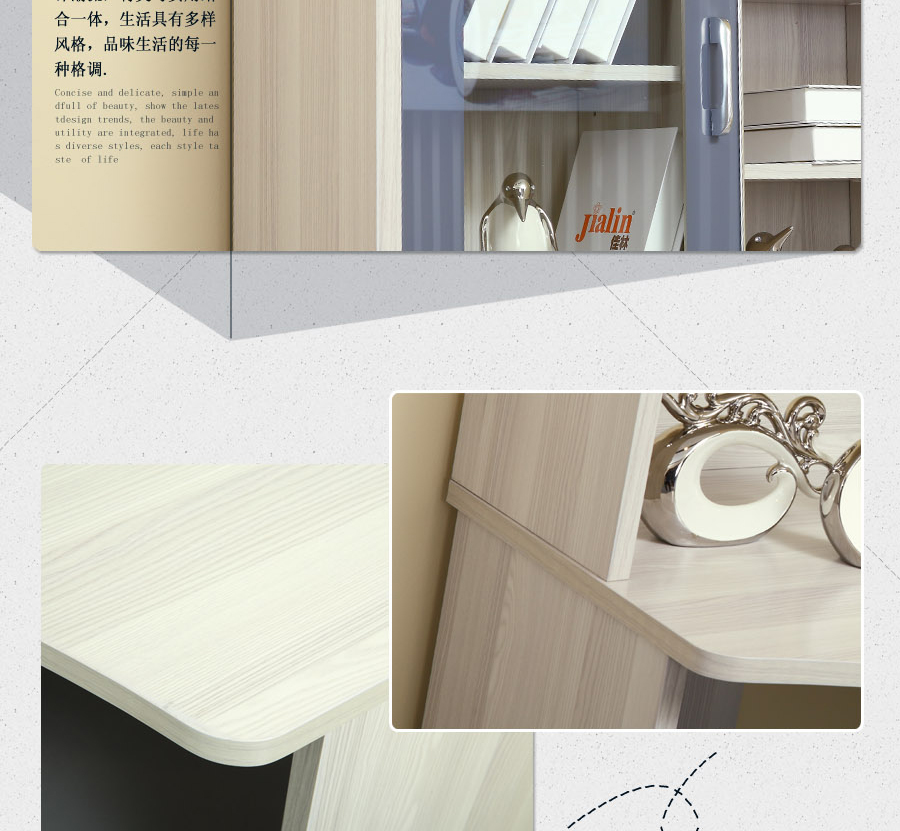 合一体，生活具有多样
风格，品味生活的每一
种格调.
Concise and delicate, simple an
dfull of beauty, show the lates
tdesign trends, the beauty and
utility are integrated, life ha
s diverse styles, each style ta
ste  of life
jialin
佳林